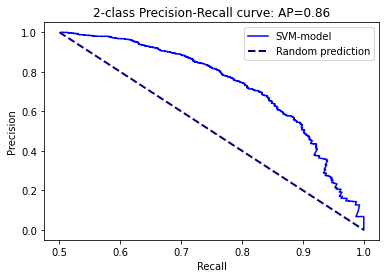 2-class Precision-Recall curve: AP=0.86
SVM-model
Random prediction
Precision
1.0
0.8
0.6
0.4
0.2
0.0
0.5 0.6 0.7 0.8 0.9 1.0
Recall